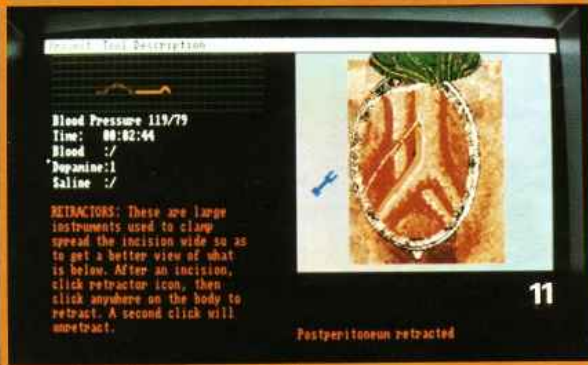 Project Tool Description
Blood Pressure 119/79
Time: 00:02:44
Blood :/
Dopamine:1
Saline :/
RETRACTORS: These are large
instruments used to clamp
spread the incision wide so as
to get a better view of what
is below. After an incision,
click retractor icon, then
click anywhere on the body to
retract. A second click will
unretract.
Postperitoneum retracted
11